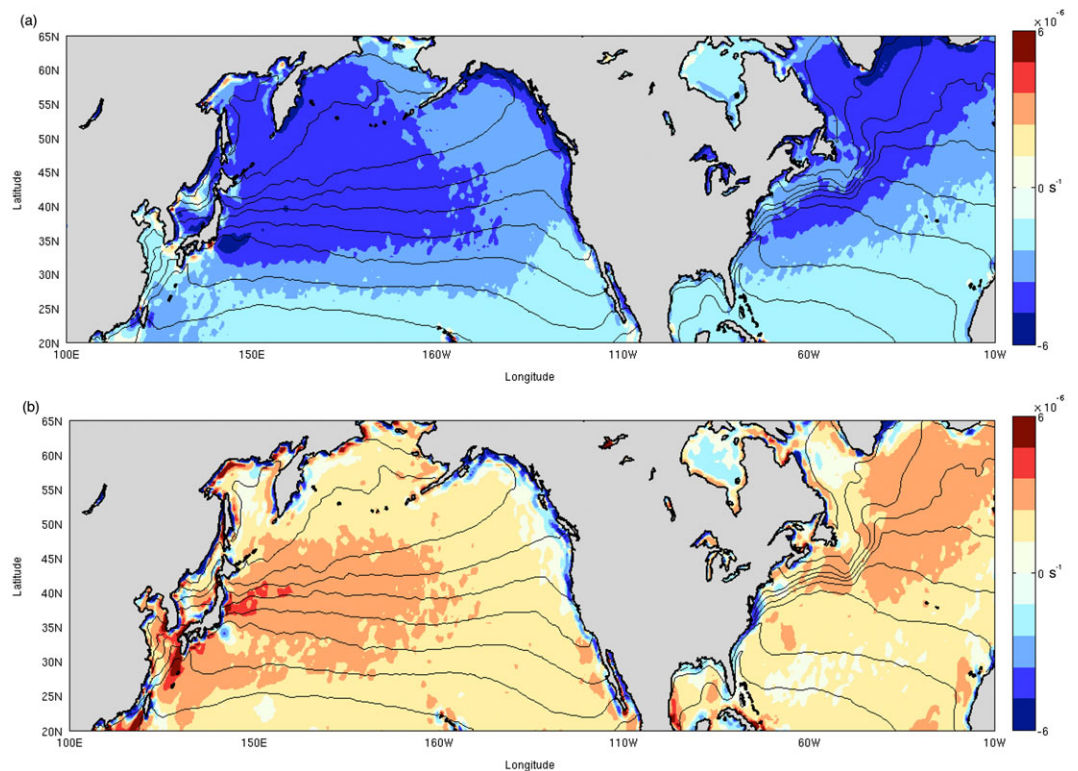 (a)
×10⁻⁶
65N
6
60N
55N
50N
45N
Latitude
0 s⁻¹
40N
35N
30N
25N
20N
-6
100E 150E 160W 110W 60W 10W
Longitude
(b)
×10⁻⁶
65N
6
60N
55N
50N
45N
Latitude
0 s⁻¹
40N
35N
30N
25N
20N
-6
100E 150E 160W 110W 60W 10W
Longitude